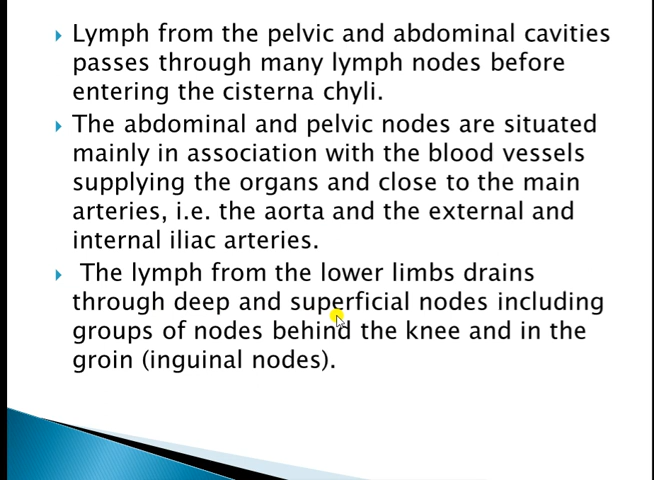 Lymph from the pelvic and abdominal cavities
passes through many lymph nodes before
entering the cisterna chyli.
The abdominal and pelvic nodes are situated
mainly in association with the blood vessels
supplying the organs and close to the main
arteries, i.e. the aorta and the external and
internal iliac arteries.
The lymph from the lower limbs drains
through deep and superficial nodes including
groups of nodes behind the knee and in the
groin (inguinal nodes).